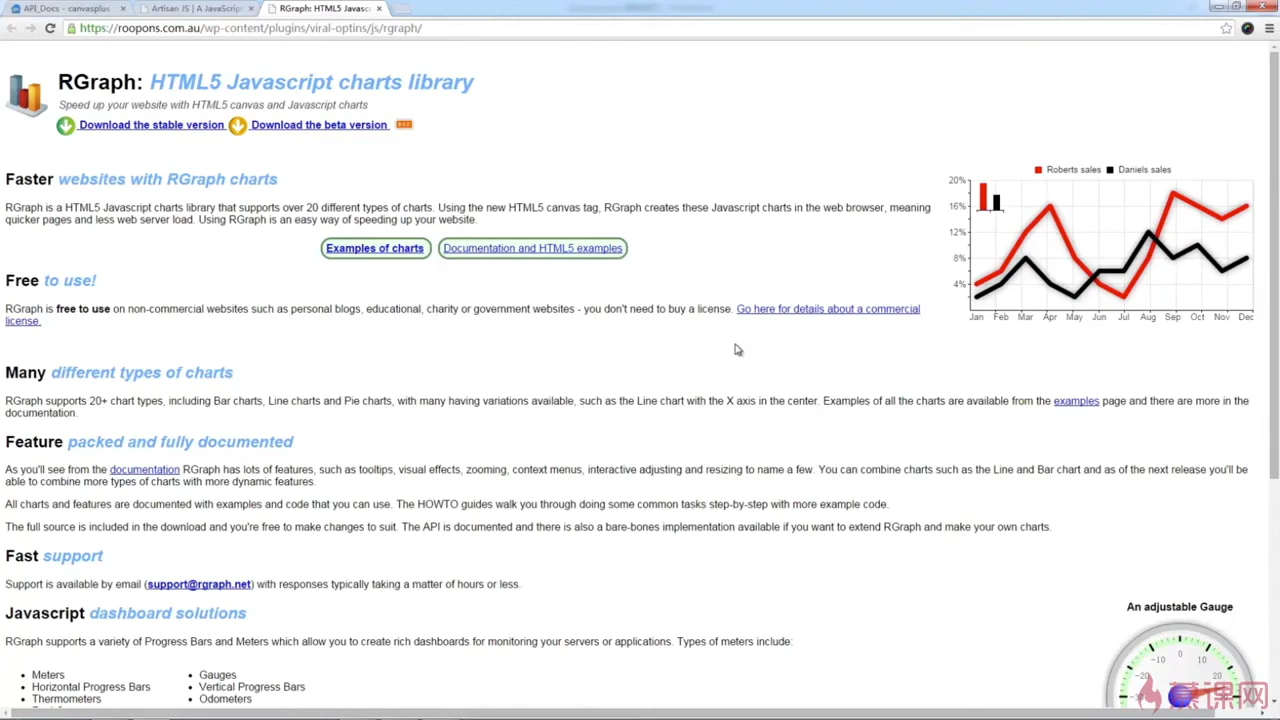 API_Docs - canvasplus
Artisan JS | A JavaScript
RGraph: HTML5 Javasc
https://roopons.com.au/wp-content/plugins/viral-optins/js/rgraph/
RGraph: HTML5 Javascript charts library
Speed up your website with HTML5 canvas and Javascript charts
Download the stable version Download the beta version
Faster websites with RGraph charts
RGraph is a HTML5 Javascript charts library that supports over 20 different types of charts. Using the new HTML5 canvas tag, RGraph creates these Javascript charts in the web browser, meaning
quicker pages and less web server load. Using RGraph is an easy way of speeding up your website.
Examples of charts Documentation and HTML5 examples
Free to use!
RGraph is free to use on non-commercial websites such as personal blogs, educational, charity or government websites - you don't need to buy a license. Go here for details about a commercial
license.
Roberts sales Daniels sales
20%
16%
12%
8%
4%
Jan Feb Mar Apr May Jun Jul Aug Sep Oct Nov Dec
Many different types of charts
RGraph supports 20+ chart types, including Bar charts, Line charts and Pie charts, with many having variations available, such as the Line chart with the X axis in the center. Examples of all the charts are available from the examples page and there are more in the
documentation.
Feature packed and fully documented
As you'll see from the documentation RGraph has lots of features, such as tooltips, visual effects, zooming, context menus, interactive adjusting and resizing to name a few. You can combine charts such as the Line and Bar chart and as of the next release you'll be
able to combine more types of charts with more dynamic features.
All charts and features are documented with examples and code that you can use. The HOWTO guides walk you through doing some common tasks step-by-step with more example code.
The full source is included in the download and you're free to make changes to suit. The API is documented and there is also a bare-bones implementation available if you want to extend RGraph and make your own charts.
Fast support
Support is available by email (support@rgraph.net) with responses typically taking a matter of hours or less.
Javascript dashboard solutions
RGraph supports a variety of Progress Bars and Meters which allow you to create rich dashboards for monitoring your servers or applications. Types of meters include:
Meters
Horizontal Progress Bars
Thermometers
Gauges
Vertical Progress Bars
Odometers
An adjustable Gauge
-10 0 10
-20 20
慕课网